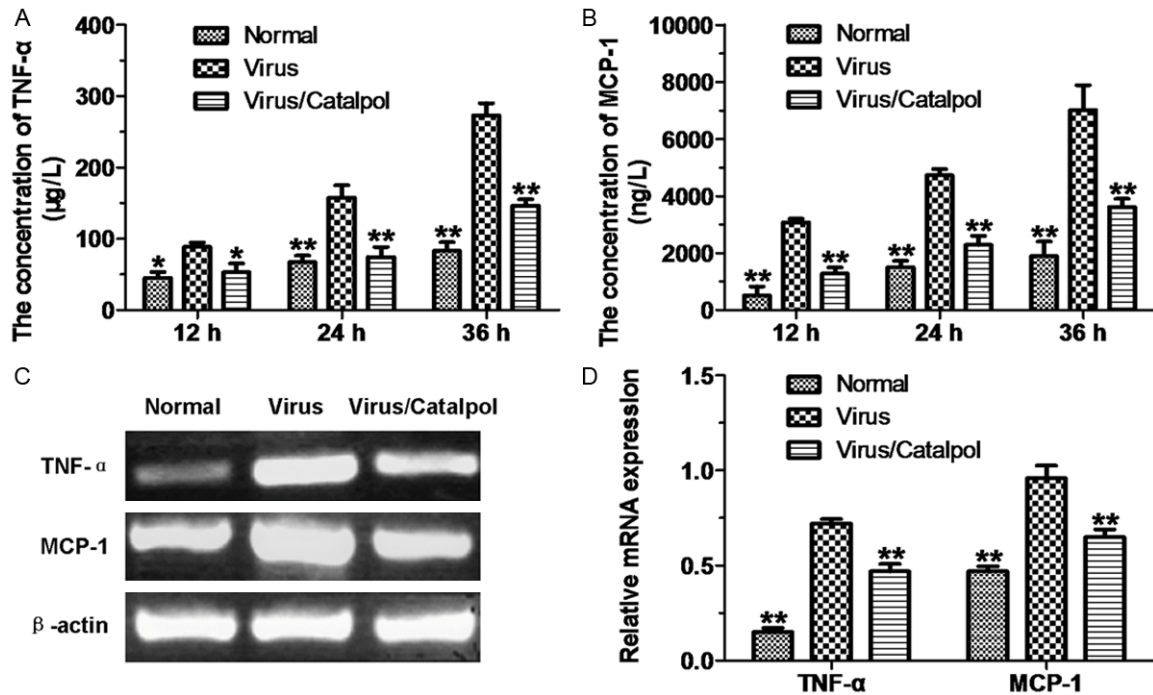 A
The concentration of TNF-α
(μg/L)
400
300
200
100
0
Normal
Virus
Virus/Catalpol
* *
** **
** **
12 h 24 h 36 h
B
The concentration of MCP-1
(ng/L)
10000
8000
6000
4000
2000
0
Normal
Virus
Virus/Catalpol
** **
** **
** **
12 h 24 h 36 h
C
Normal Virus Virus/Catalpol
TNF-α
MCP-1
β-actin
D
Relative mRNA expression
1.5
1.0
0.5
0.0
Normal
Virus
Virus/Catalpol
** **
** **
TNF-α MCP-1